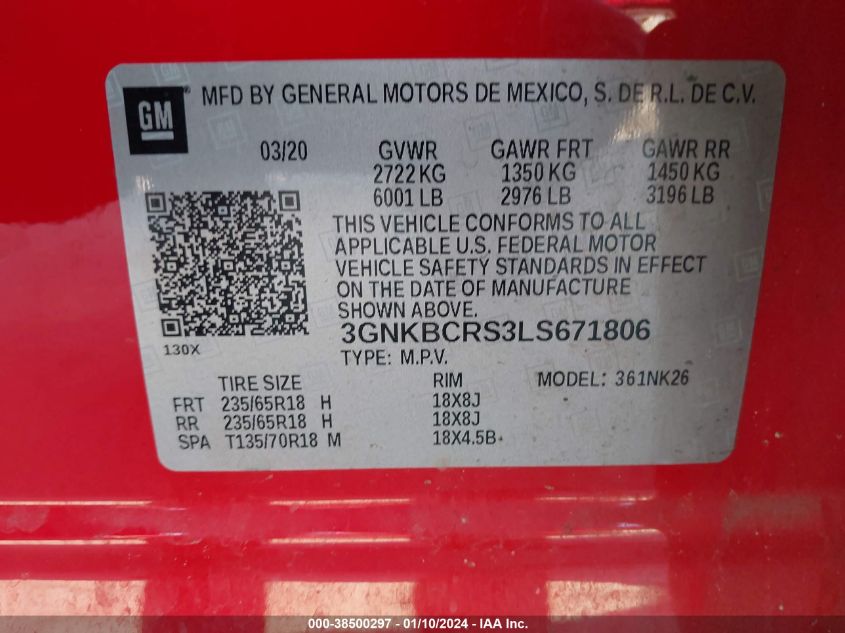 GM ® MFD BY GENERAL MOTORS DE MEXICO, S. DE R.L. DE C.V.
03/20 GVWR GAWR FRT GAWR RR
2722 KG 1350 KG 1450 KG
6001 LB 2976 LB 3196 LB
THIS VEHICLE CONFORMS TO ALL
APPLICABLE U.S. FEDERAL MOTOR
VEHICLE SAFETY STANDARDS IN EFFECT
ON THE DATE OF MANUFACTURE
SHOWN ABOVE.
3GNKBCRS3LS671806
130X TYPE: M.P.V.
TIRE SIZE RIM MODEL: 361NK26
FRT 235/65R18 H 18X8J
RR 235/65R18 H 18X8J
SPA T135/70R18 M 18X4.5B
000-38500297 - 01/10/2024 - IAA Inc.